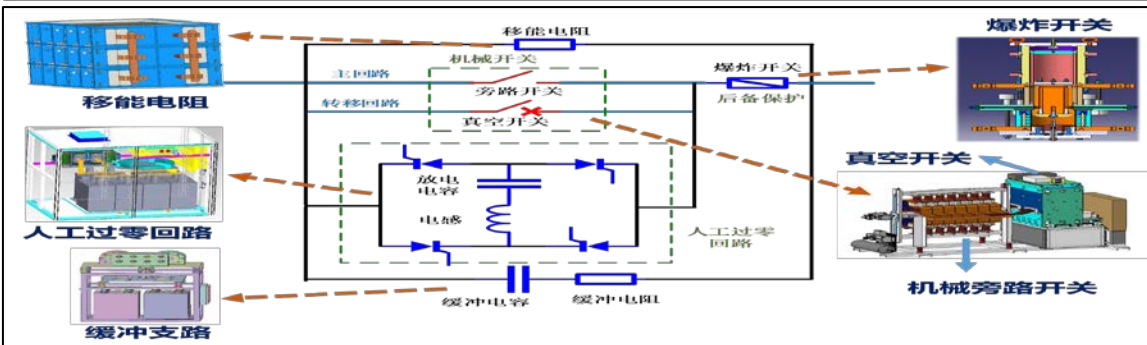 移能电阻
爆炸开关
机械开关
主回路
爆炸开关
移能电阻
旁路开关
后备保护
转移回路
真空开关
真空开关
放电
电容
电感
人工过零
回路
人工过零回路
机械旁路开关
缓冲电容
缓冲电阻
缓冲支路